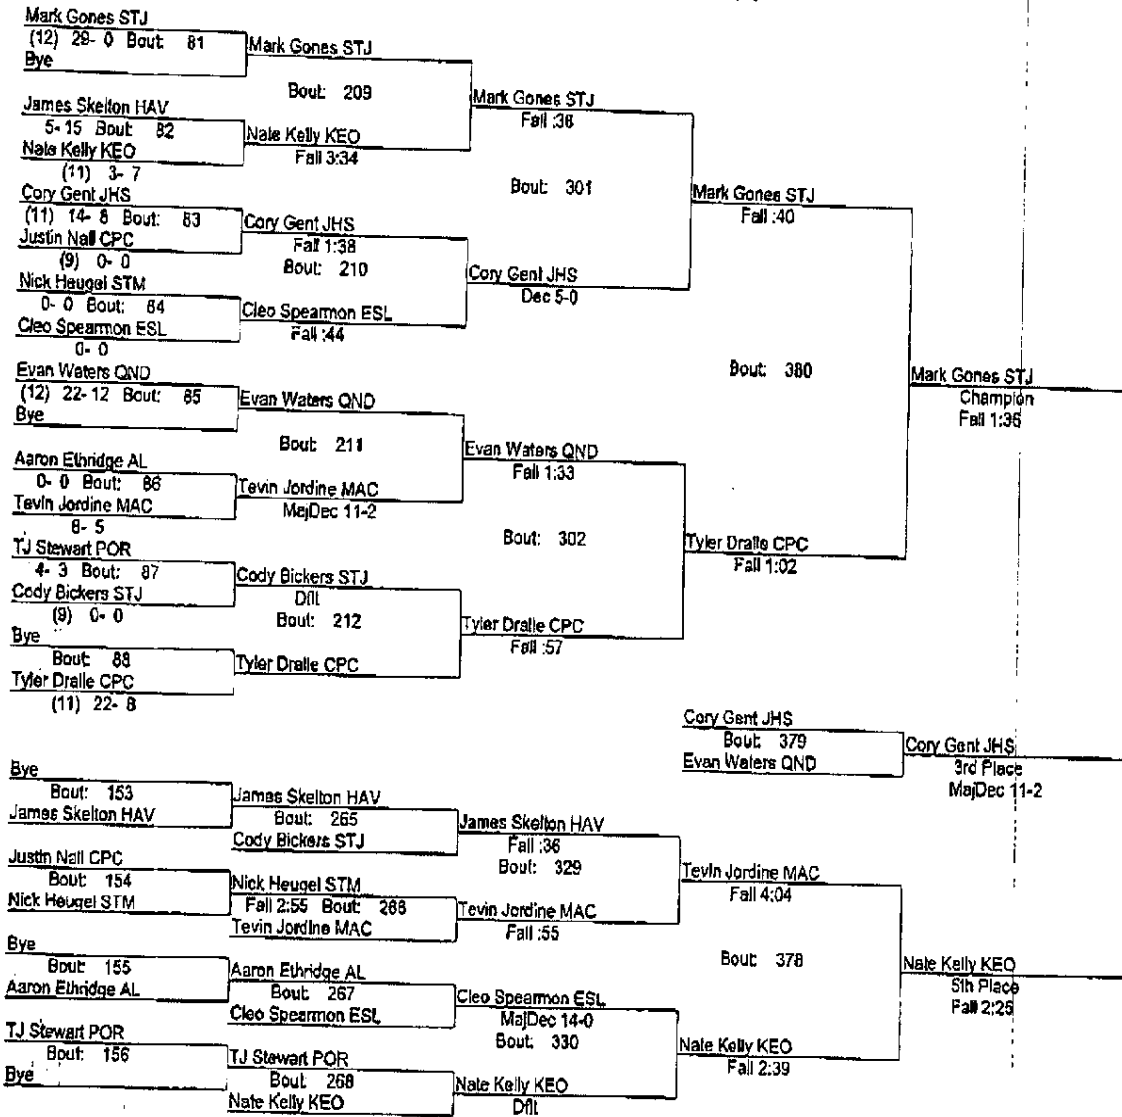 Mark Gones STJ
(12) 29- 0 Bout: 81
Bye
Mark Gones STJ
Bout: 209
James Skelton HAV
5- 15 Bout: 82
Nate Kelly KEO
(11) 3- 7
Nate Kelly KEO
Fall 3:34
Mark Gones STJ
Fall :36
Bout: 301
Cory Gent JHS
(11) 14- 8 Bout: 83
Justin Nall CPC
(9) 0- 0
Cory Gent JHS
Fall 1:38
Bout: 210
Nick Heugel STM
0- 0 Bout: 84
Cleo Spearmon ESL
0- 0
Cleo Spearmon ESL
Fall :44
Cory Gent JHS
Dec 5-0
Mark Gones STJ
Fall :40
Bout: 380
Evan Waters QND
(12) 22- 12 Bout: 85
Bye
Evan Waters QND
Bout: 211
Aaron Ethridge AL
0- 0 Bout: 86
Tevin Jordine MAC
8- 5
Tevin Jordine MAC
MajDec 11-2
Evan Waters QND
Fall 1:33
Bout: 302
TJ Stewart POR
4- 3 Bout: 87
Cody Bickers STJ
(9) 0- 0
Cody Bickers STJ
Dflt
Bout: 212
Bye
Bout: 88
Tyler Dralle CPC
(11) 22- 8
Tyler Dralle CPC
Tyler Dralle CPC
Fall :57
Tyler Dralle CPC
Fall 1:02
Mark Gones STJ
Champion
Fall 1:36
Cory Gent JHS
Bout: 379
Evan Waters QND
Cory Gent JHS
3rd Place
MajDec 11-2
Bye
Bout: 153
James Skelton HAV
James Skelton HAV
Bout: 265
Cody Bickers STJ
James Skelton HAV
Fall :36
Bout: 329
Justin Nall CPC
Bout: 154
Nick Heugel STM
Nick Heugel STM
Fall 2:55 Bout: 266
Tevin Jordine MAC
Tevin Jordine MAC
Fall :55
Tevin Jordine MAC
Fall 4:04
Bout: 378
Bye
Bout: 155
Aaron Ethridge AL
Aaron Ethridge AL
Bout: 267
Cleo Spearmon ESL
Cleo Spearmon ESL
MajDec 14-0
Bout: 330
TJ Stewart POR
Bout: 156
Bye
TJ Stewart POR
Bout: 268
Nate Kelly KEO
Nate Kelly KEO
Dflt
Nate Kelly KEO
Fall 2:39
Nate Kelly KEO
5th Place
Fall 2:25